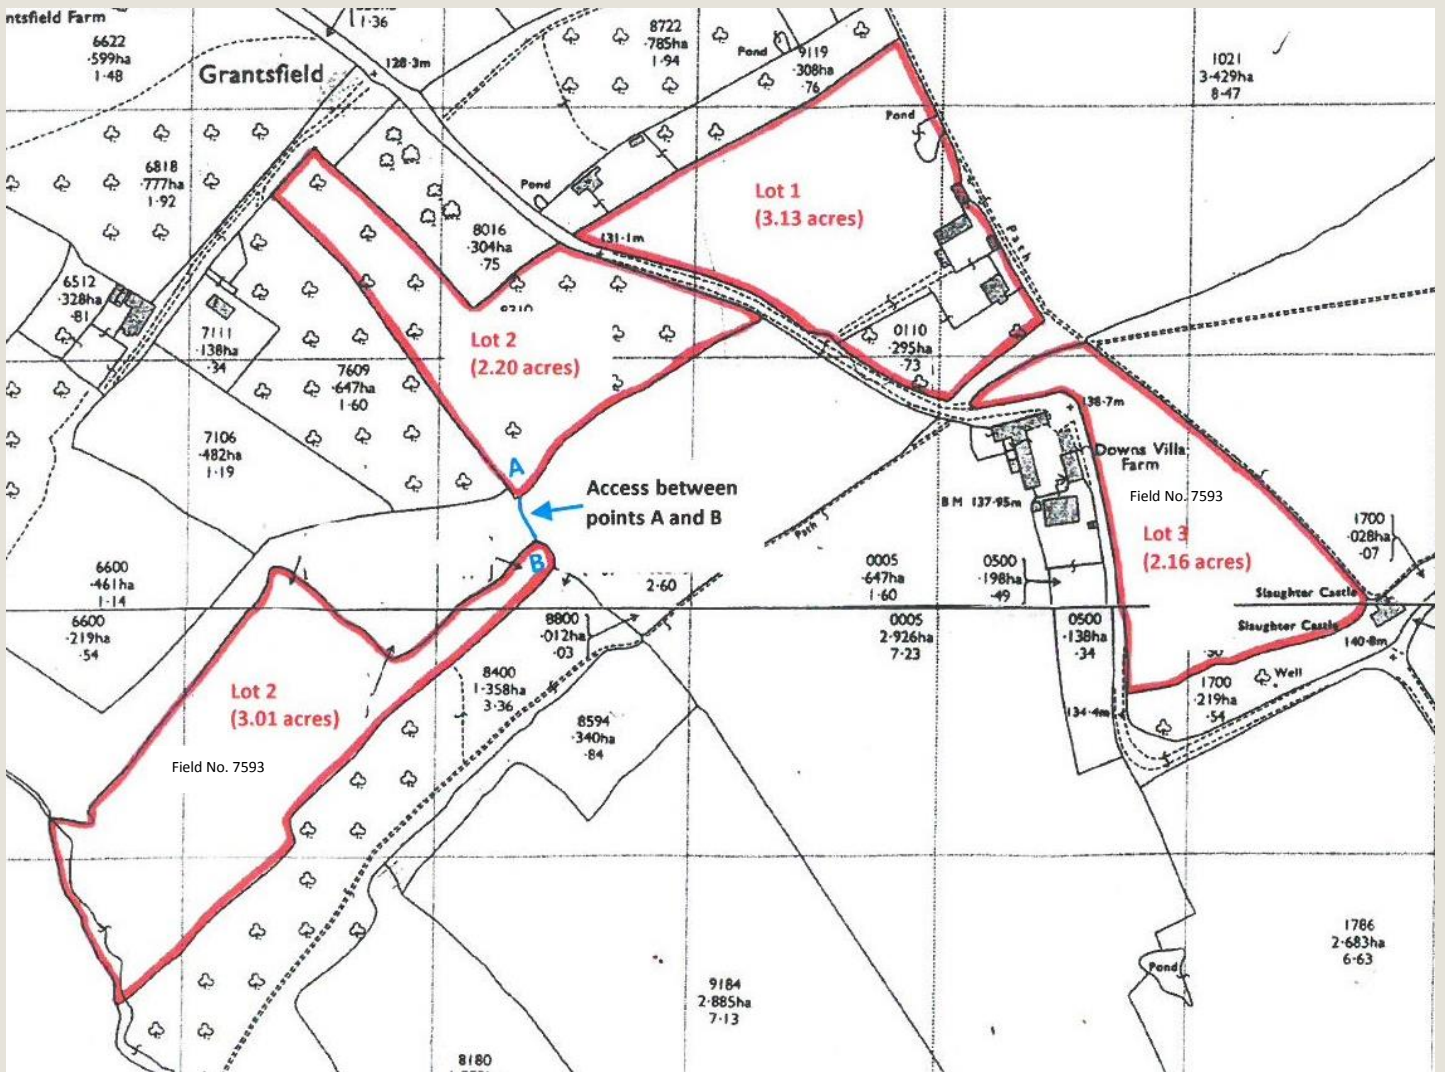 ntsfield Farm
1·36
6622
·599ha
1·48
Grantsfield
128·3m
8722
·785ha
1·94
Pond
9119
·308ha
·76
1021
3·429ha
8·47
Pond
6818
·777ha
1·92
Pond
Lot 1
(3.13 acres)
8016
·304ha
·75
131·1m
Path
6512
·328ha
·81
7111
·138ha
·34
Lot 2
(2.20 acres)
0110
·295ha
·73
7609
·647ha
1·60
138·7m
7106
·482ha
1·19
Downs Villa
Farm
A
Access between
points A and B
B M 137·95m
Field No. 7593
Path
Lot 3
(2.16 acres)
1700
·028ha
·07
B
6600
·461ha
1·14
2·60
0005
·647ha
1·60
0500
·198ha
·49
Slaughter Castle
6600
·219ha
·54
8800
·012ha
·03
0005
2·926ha
7·23
0500
·138ha
·34
Slaughter Castle
140·8m
8400
1·358ha
3·36
Lot 2
(3.01 acres)
Well
1700
·219ha
·54
8594
·340ha
·84
134·4m
Field No. 7593
1786
2·683ha
6·63
Pond
9184
2·885ha
7·13
8180